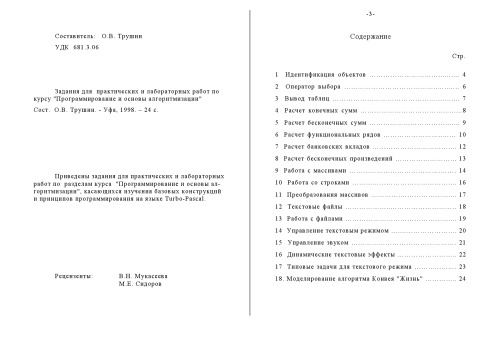 Составитель: О.В. Трушин
УДК 681.3.06
Задания для практических и лабораторных работ по
курсу "Программирование и основы алгоритмизации"
Сост. О.В. Трушин. - Уфа, 1998. – 24 с.
Приведены задания для практических и лабораторных
работ по разделам курса "Программирование и основы ал-
горитмизации", касающихся изучения базовых конструкций
и принципов программирования на языке Turbo-Pascal.
Рецензенты: В.В. Мукасеева
М.Е. Сидоров
-3-
Содержание
Стр.
1 Идентификация объектов 4
2 Оператор выбора 6
3 Вывод таблиц 7
4 Расчет конечных сумм 8
5 Расчет бесконечных сумм 9
6 Расчет функциональных рядов 10
7 Расчет банковских вкладов 12
8 Расчет бесконечных произведений 13
9 Работа с массивами 14
10 Работа со строками 16
11 Преобразования массивов 17
12 Текстовые файлы 18
13 Работа с файлами 19
14 Управление текстовым режимом 20
15 Управление звуком 21
16 Динамические текстовые эффекты 22
17 Типовые задачи для текстового режима 23
18. Моделирование алгоритма Конвея "Жизнь" 24